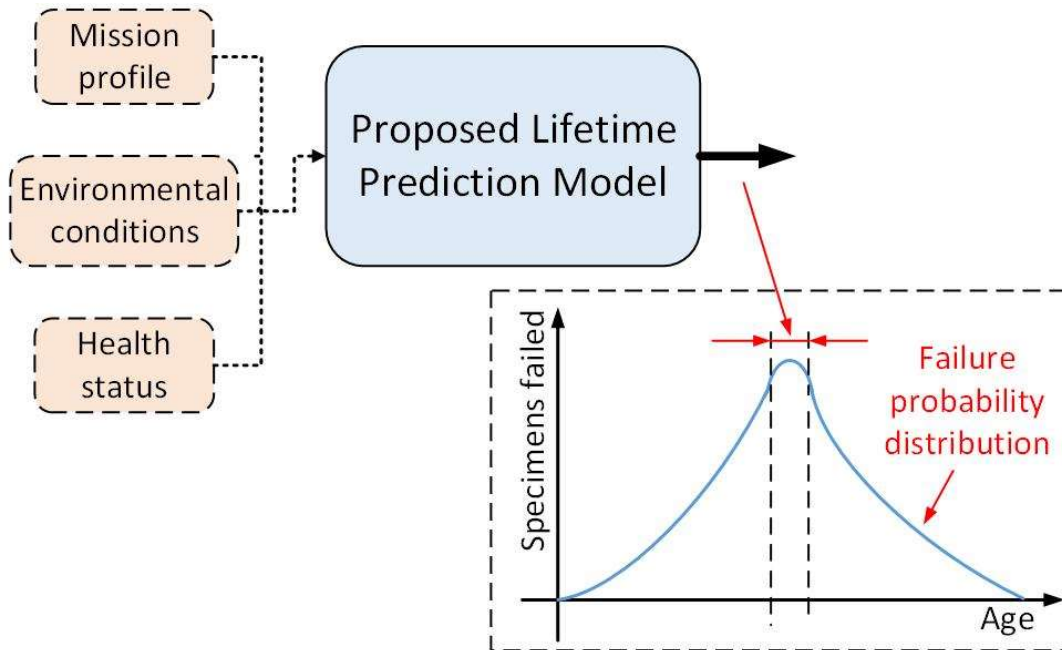 Mission
profile
Environmental
conditions
Health
status
Proposed Lifetime
Prediction Model
Specimens failed
Failure
probability
distribution
Age